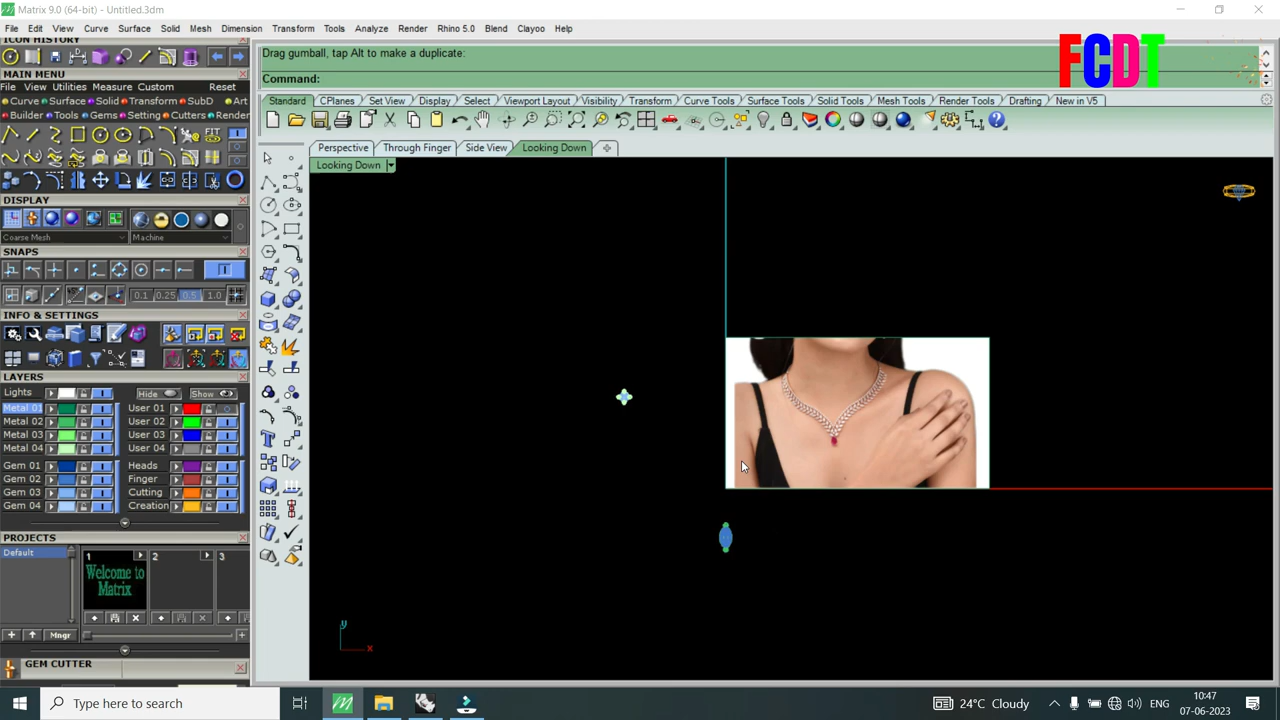 Matrix 9.0 (64-bit) - Untitled.3dm
File Edit View Curve Surface Solid Mesh Dimension Transform Tools Analyze Render Rhino 5.0 Blend Clayoo Help
ICON HISTORY
Drag gumball, tap Alt to make a duplicate:
Command:
FCDT
MAIN MENU
File View Utilities Measure Custom Reset
Curve Surface Solid Transform SubD Art
Builder Tools Gems Setting Cutters Render
Standard CPlanes Set View Display Select Viewport Layout Visibility Transform Curve Tools Surface Tools Solid Tools Mesh Tools Render Tools Drafting New in V5
Perspective Through Finger Side View Looking Down
Looking Down
FIT
DISPLAY
Coarse Mesh Machine
SNAPS
0.1 0.25 0.5 1.0
INFO & SETTINGS
LAYERS
Lights Hide Show
Metal 01 User 01
Metal 02 User 02
Metal 03 User 03
Metal 04 User 04
Gem 01 Heads
Gem 02 Finger
Gem 03 Cutting
Gem 04 Creation
PROJECTS
Default
1 2 3
Welcome to Matrix
Mngr
GEM CUTTER
y
x
Type here to search
24°C Cloudy
ENG
10:47
07-06-2023